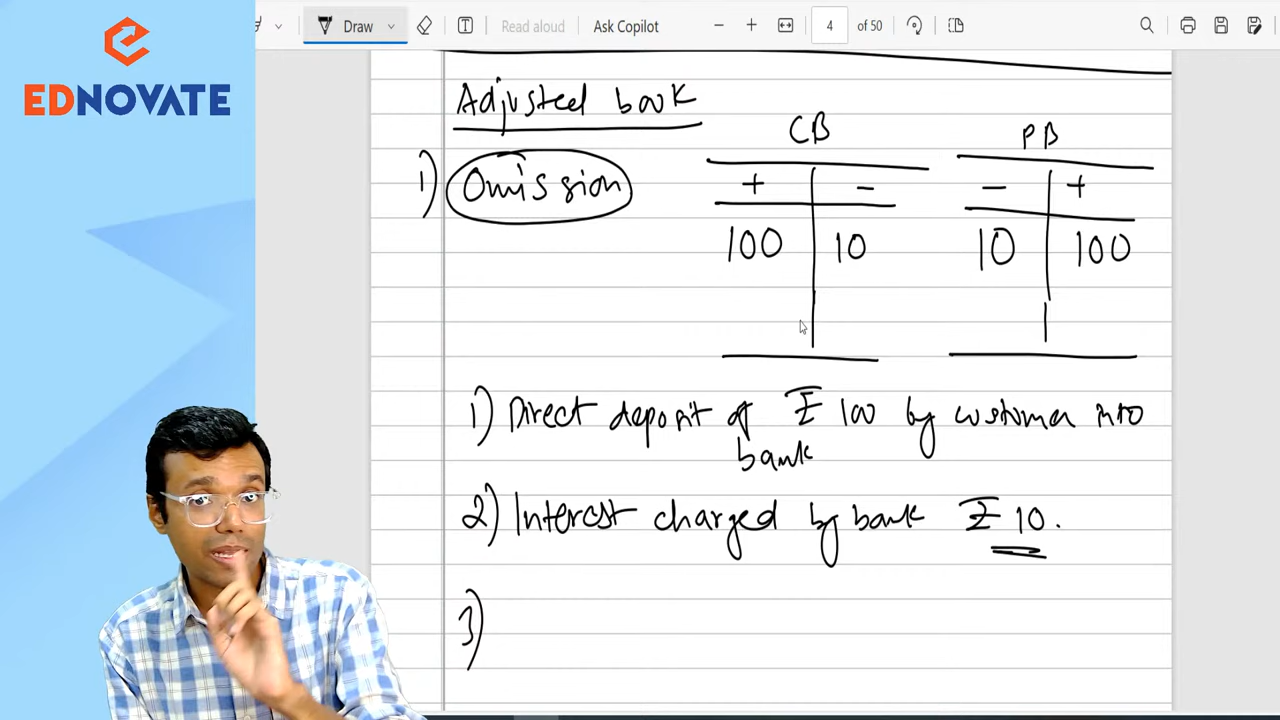 EDNOVATE
Draw
Read aloud
Ask Copilot
4 of 50
Adjusted book
CB
PB
1) Omission
+ - - +
100 10 10 100
1) Direct deposit of ₹ 100 by customer into
bank
2) Interest charged by bank ₹ 10.
3)